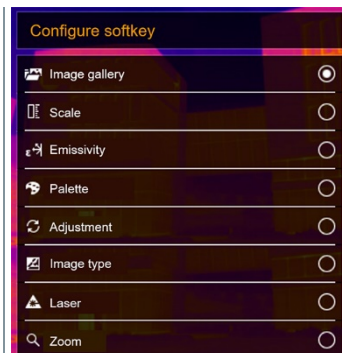 Configure softkey
Image gallery
Scale
Emissivity
Palette
Adjustment
Image type
Laser
Zoom